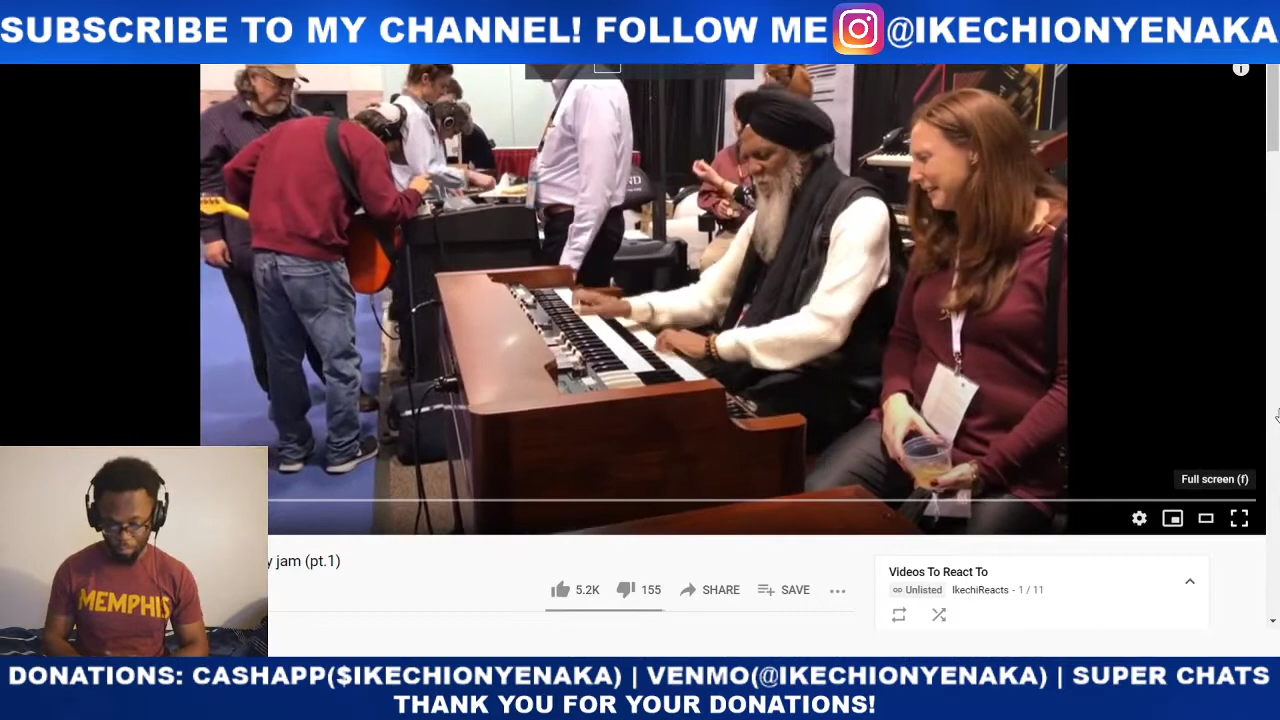 SUBSCRIBE TO MY CHANNEL! FOLLOW ME @IKECHIONYENAKA
ND
MEMPHIS
Full screen (f)
y jam (pt.1)
5.2K 155 SHARE SAVE
Videos To React To
Unlisted IkechiReacts - 1 / 11
DONATIONS: CASHAPP($IKECHIONYENAKA) | VENMO(@IKECHIONYENAKA) | SUPER CHATS
THANK YOU FOR YOUR DONATIONS!